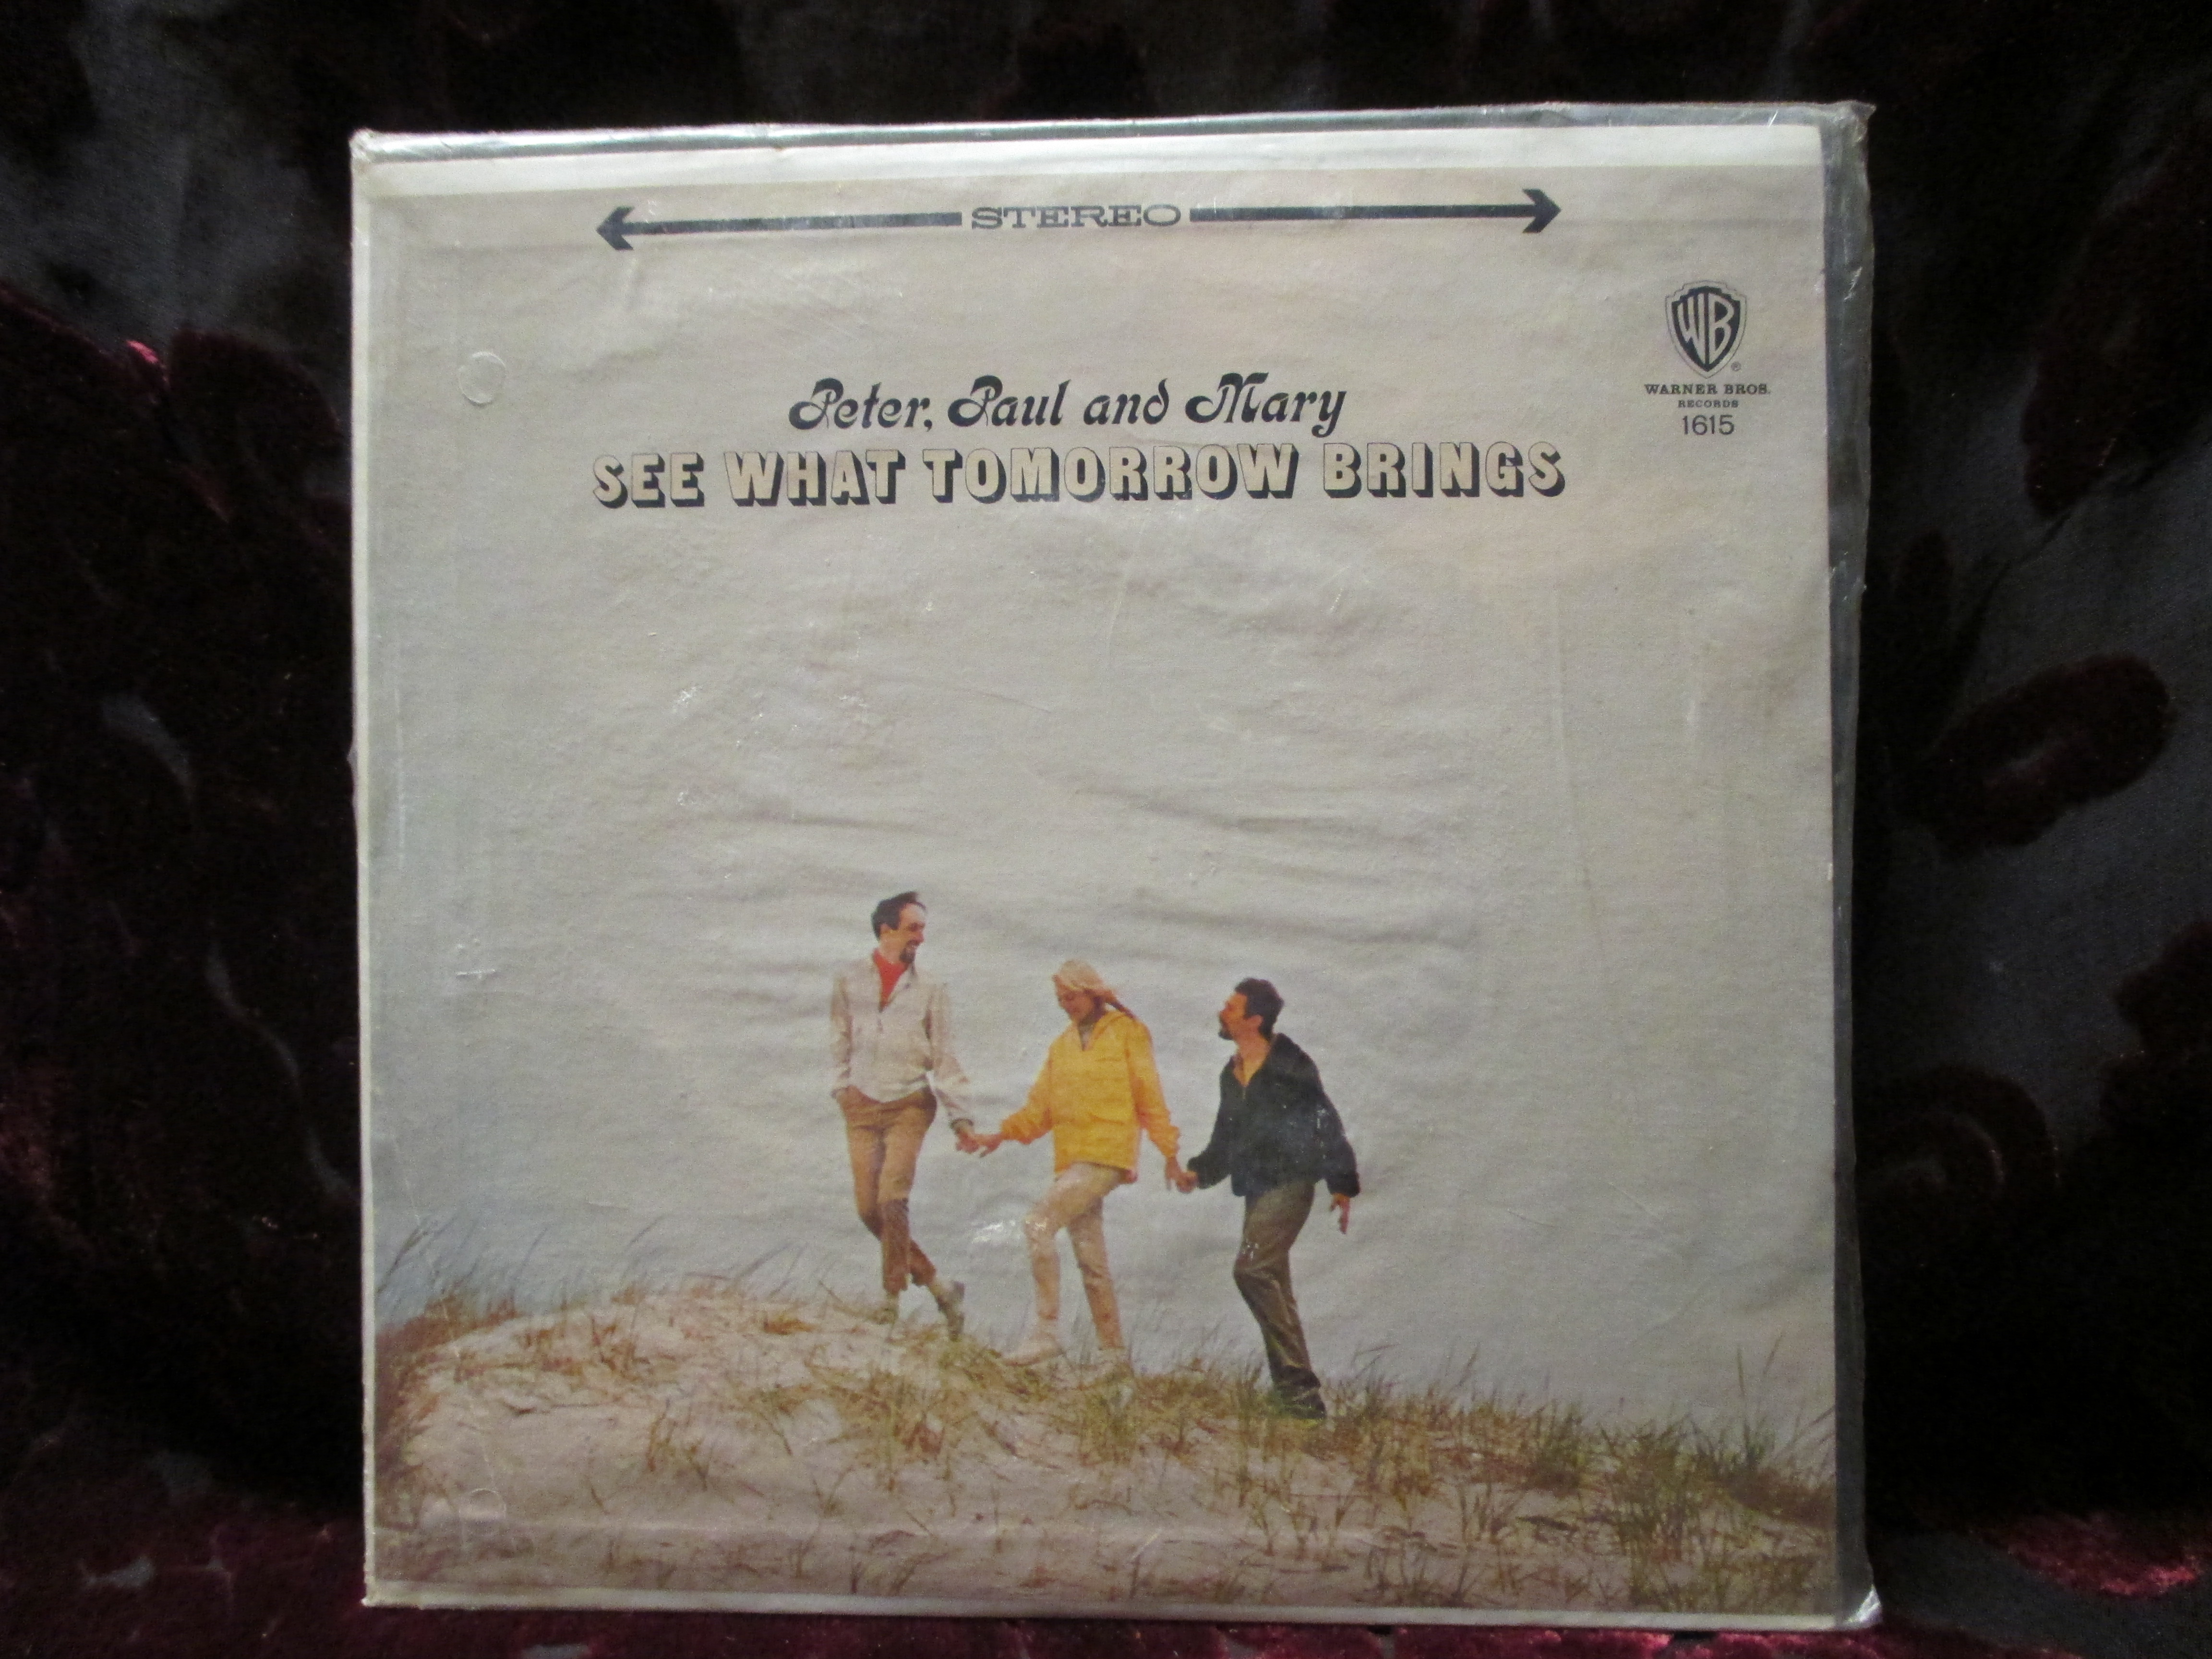 STEREO
WB
®
WARNER BROS.
RECORDS
1615
Peter, Paul and Mary
SEE WHAT TOMORROW BRINGS